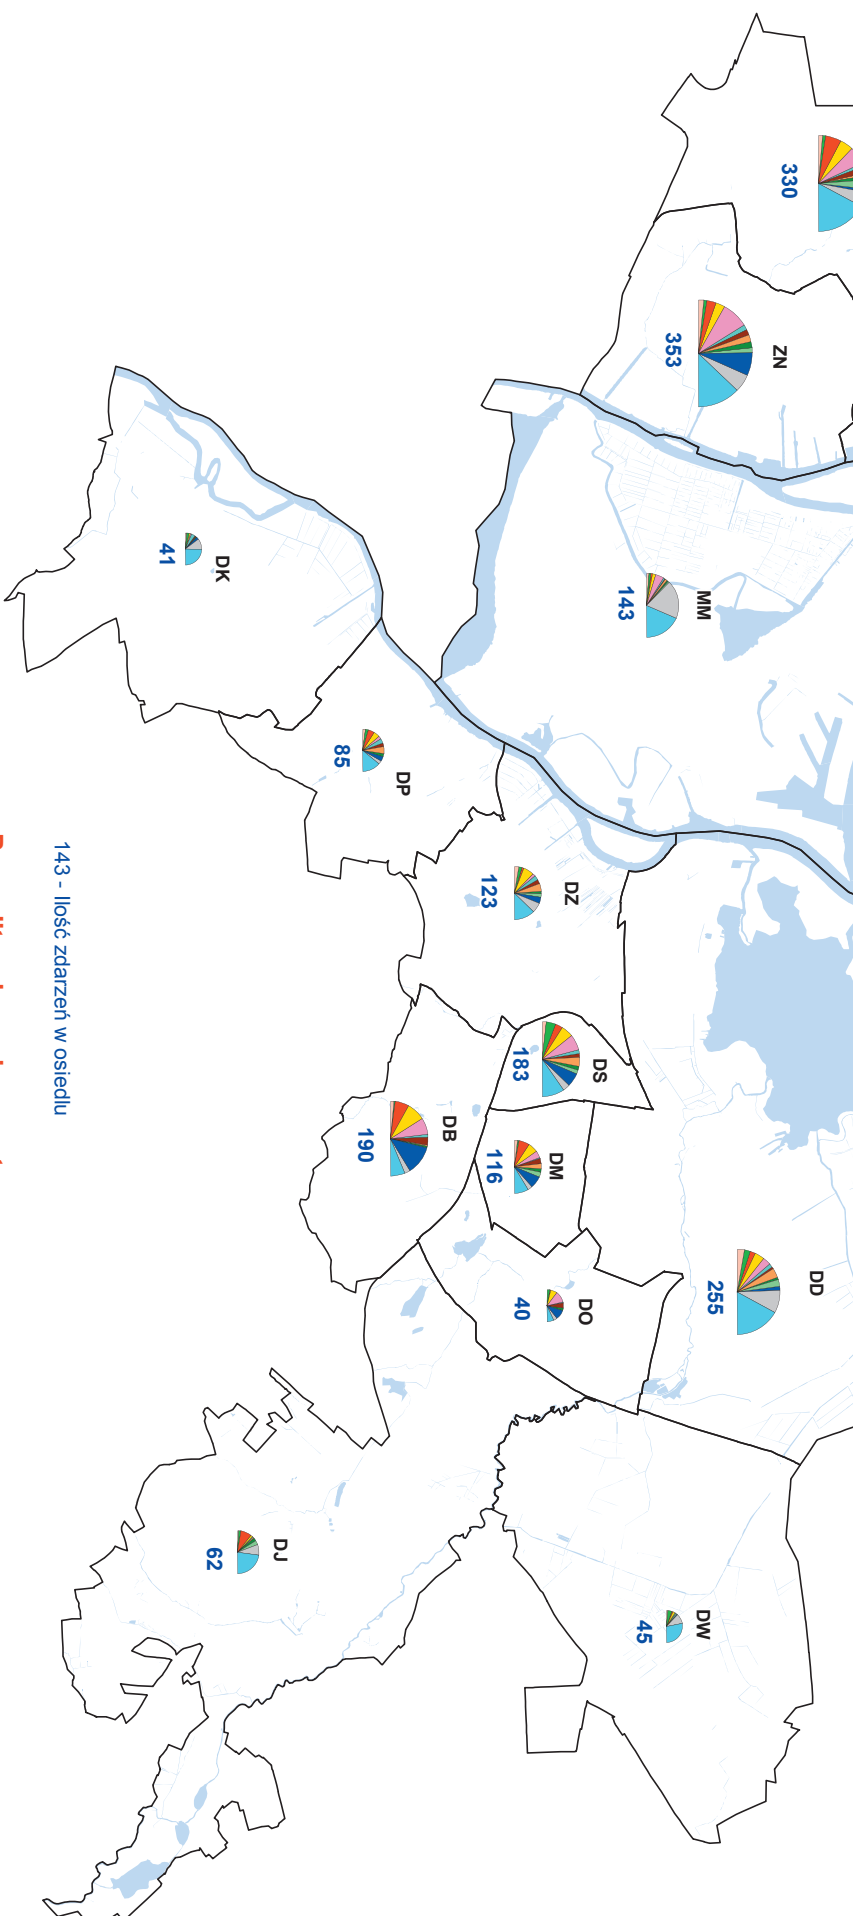 330
ZN
353
MM
143
DK
41
DP
85
DZ
123
DS
183
DB
190
DM
116
DO
40
DD
255
DJ
62
DW
45
143 - Ilość zdarzeń w osiedlu